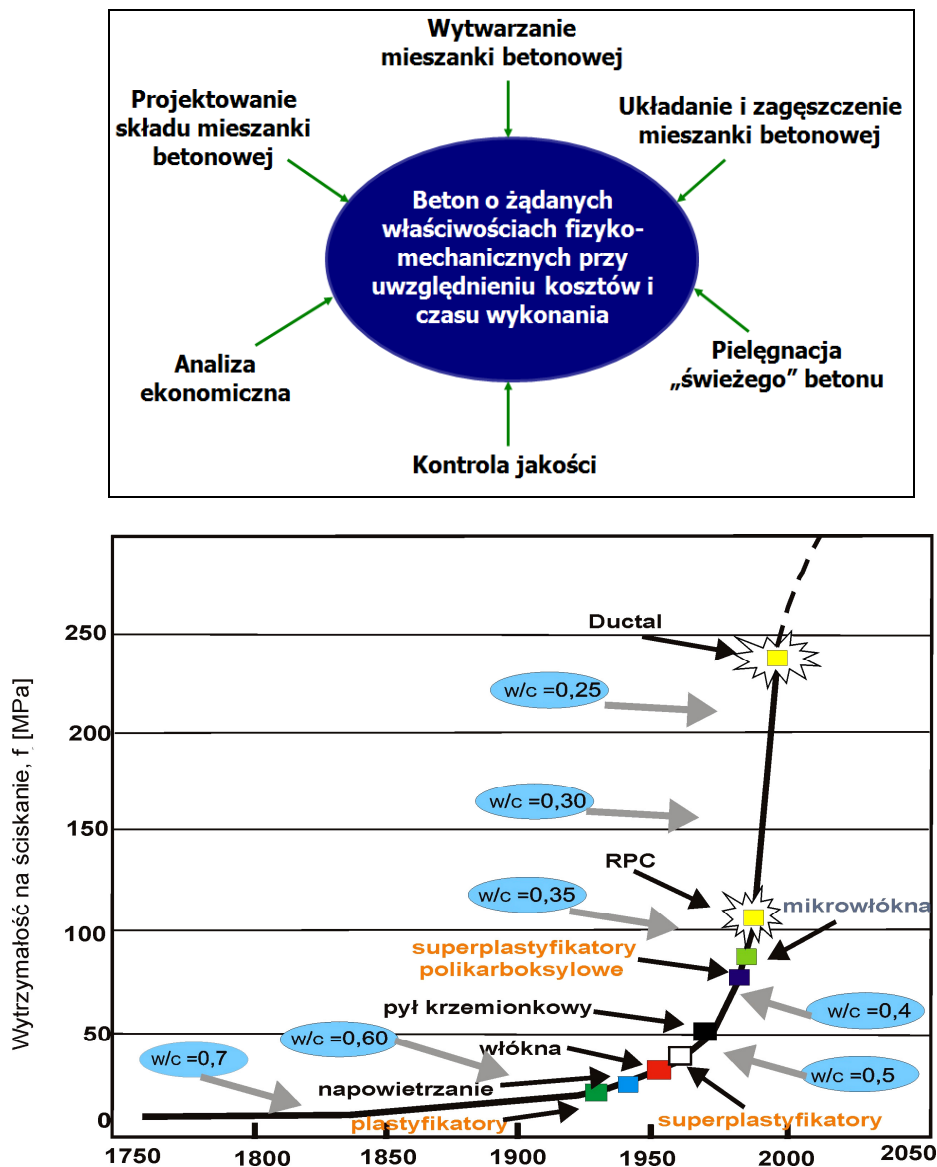 Wytwarzanie
mieszanki betonowej
Projektowanie
składu mieszanki
betonowej
Układanie i zagęszczenie
mieszanki betonowej
Beton o żądanych
właściwościach fizyko-
mechanicznych przy
uwzględnieniu kosztów i
czasu wykonania
Analiza
ekonomiczna
Pielęgnacja
„świeżego” betonu
Kontrola jakości
Wytrzymałość na ściskanie, f [MPa]
250
200
150
100
50
0
Ductal
w/c =0,25
w/c =0,30
RPC
w/c =0,35
mikrowłókna
superplastyfikatory
polikarboksylowe
pył krzemionkowy
w/c =0,4
w/c =0,60
włókna
w/c =0,7
w/c =0,5
napowietrzanie
plastyfikatory
superplastyfikatory
1750
1800
1850
1900
1950
2000
2050